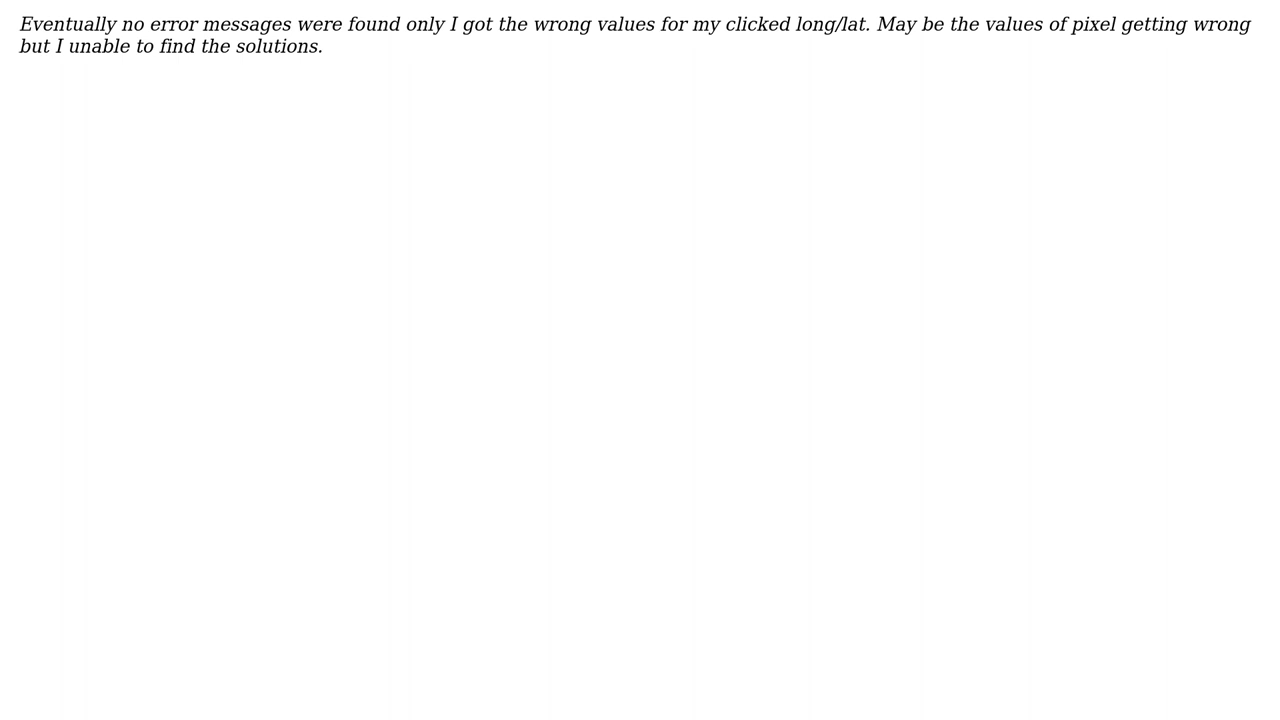 Eventually no error messages were found only I got the wrong values for my clicked long/lat. May be the values of pixel getting wrong
but I unable to find the solutions.